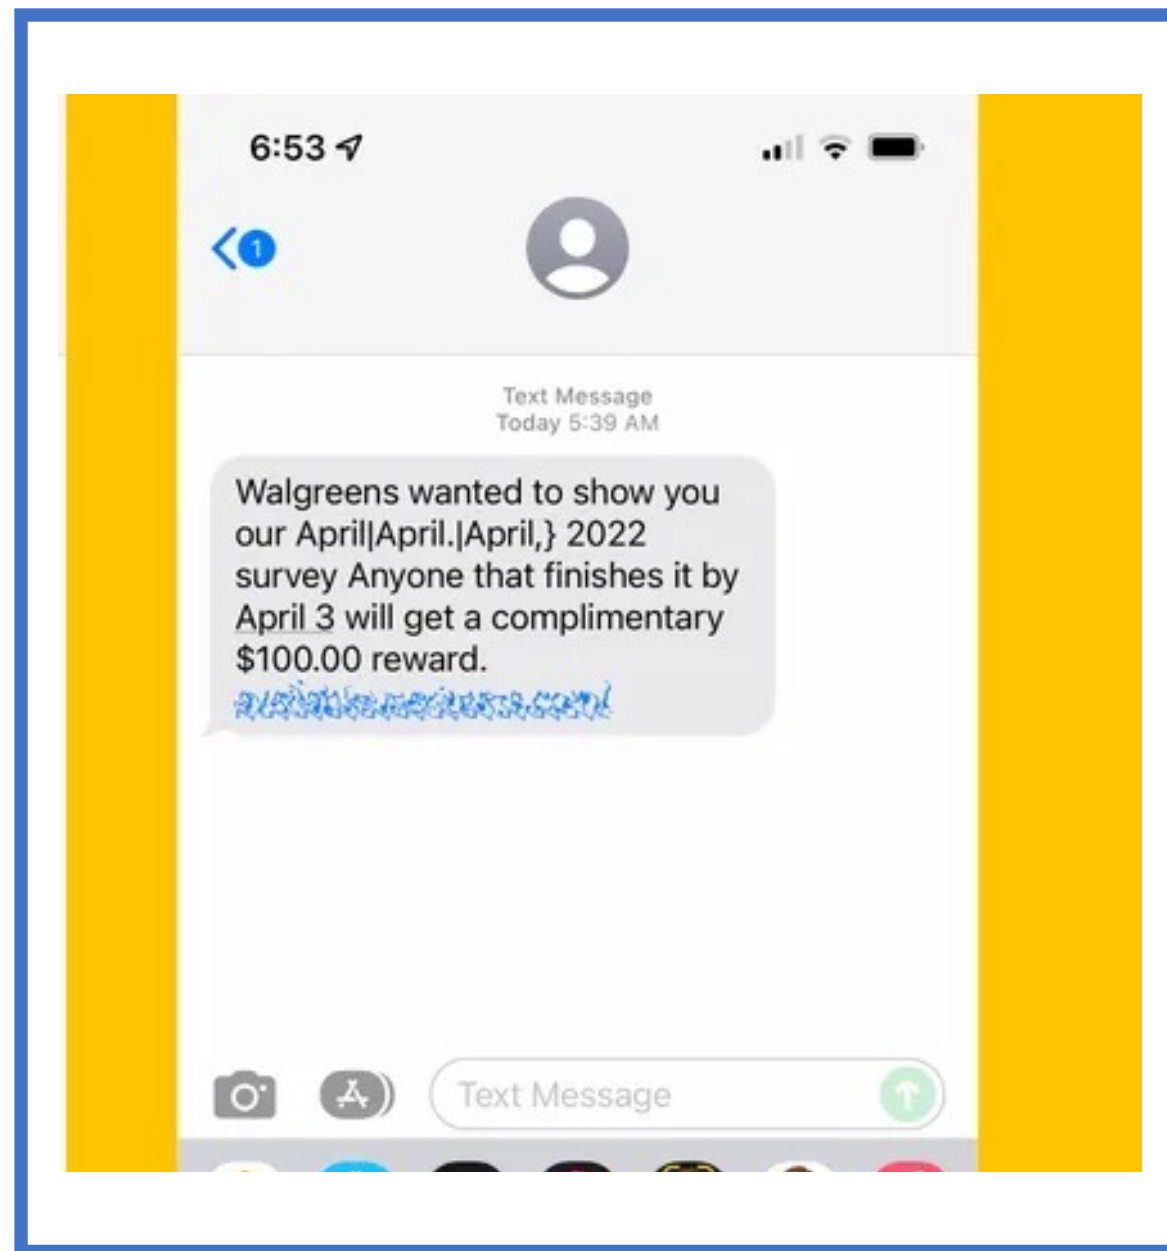 6:53
1
Text Message
Today 5:39 AM
Walgreens wanted to show you
our April|April.|April,} 2022
survey Anyone that finishes it by
April 3 will get a complimentary
$100.00 reward.
Text Message